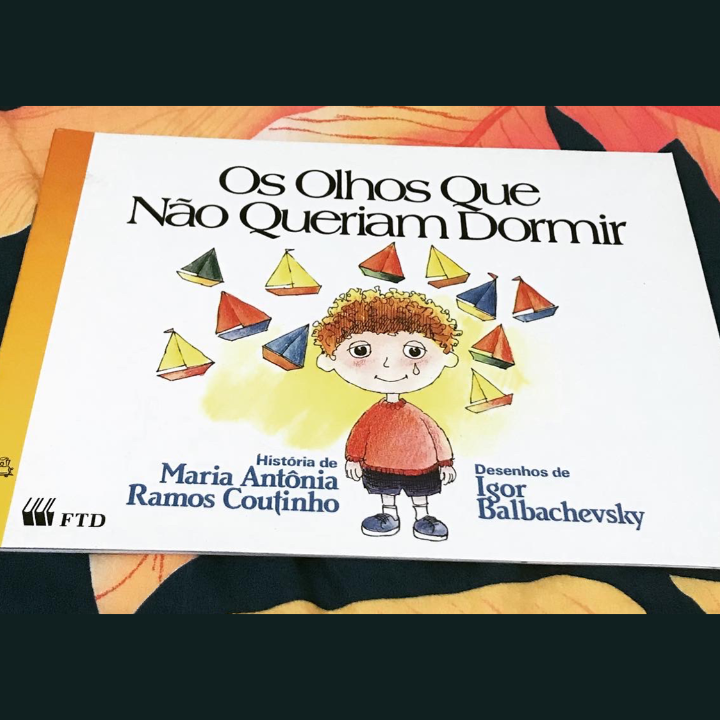 Os Olhos Que
Não Queriam Dormir
História de
Maria Antônia
Ramos Coutinho
Desenhos de
Igor
Balbachevsky
FTD